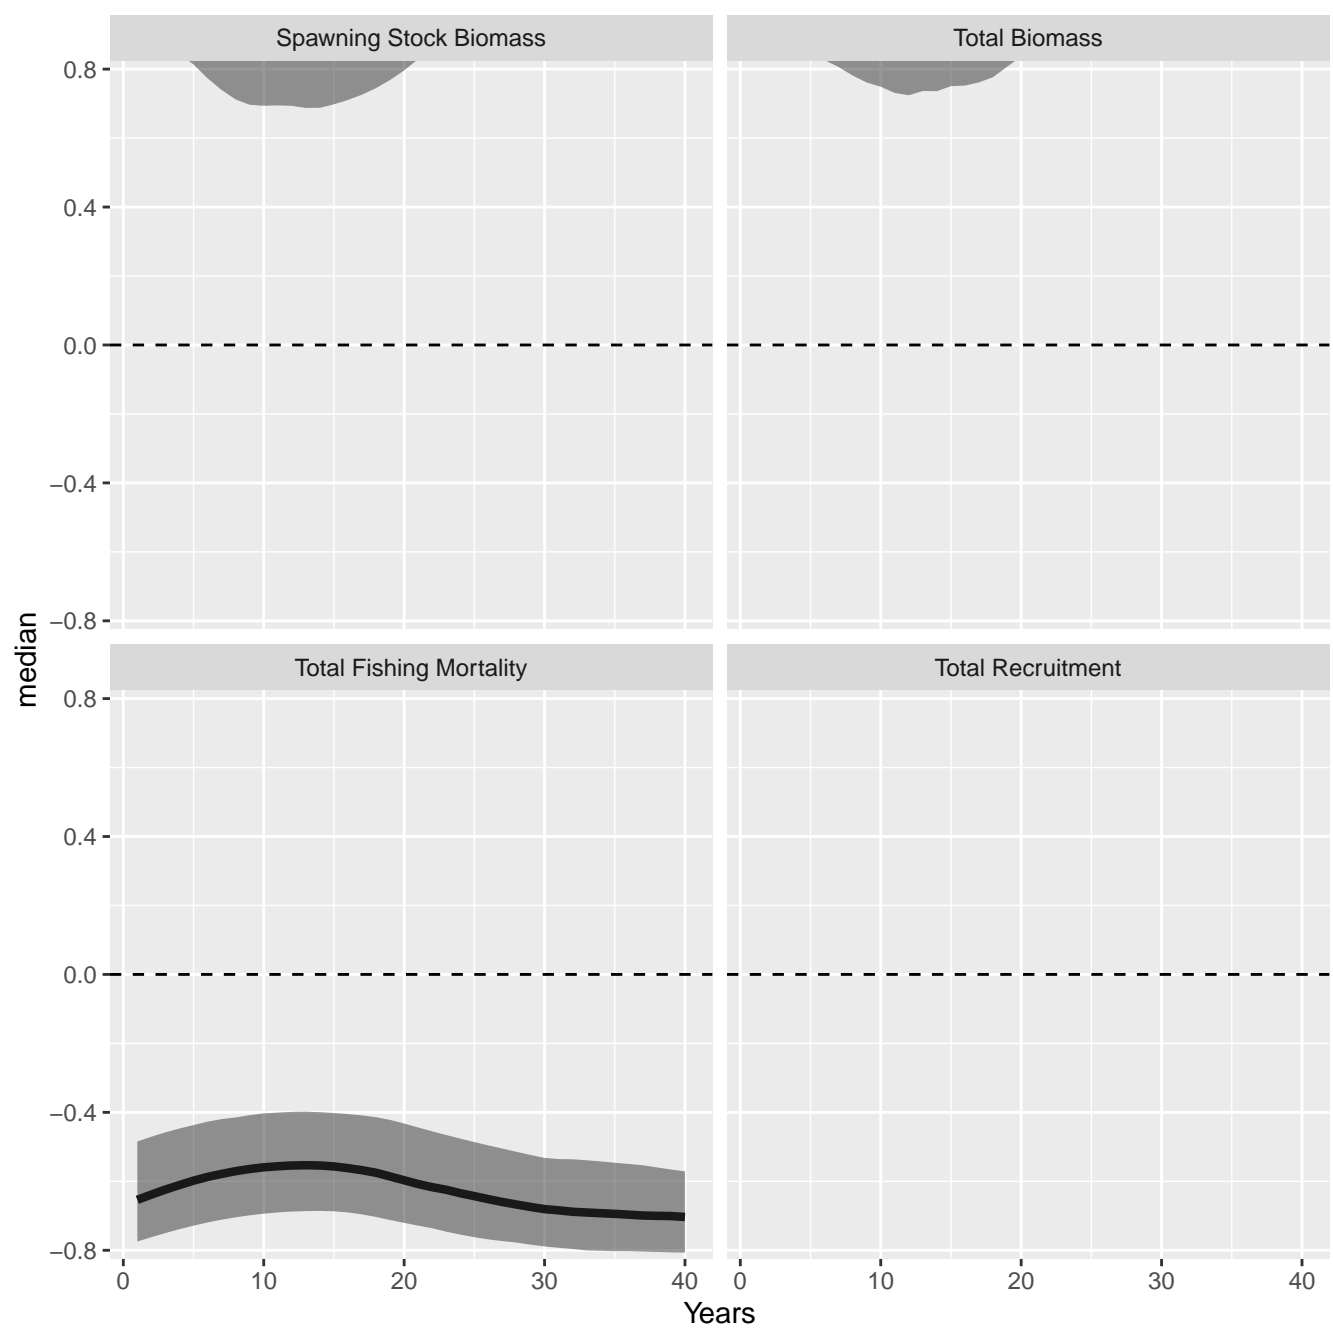 Spawning Stock Biomass
Total Biomass
0.8
0.4
0.0
−0.4
−0.8
median
Total Fishing Mortality
Total Recruitment
0.8
0.4
0.0
−0.4
−0.8
0 10 20 30 40
0 10 20 30 40
Years